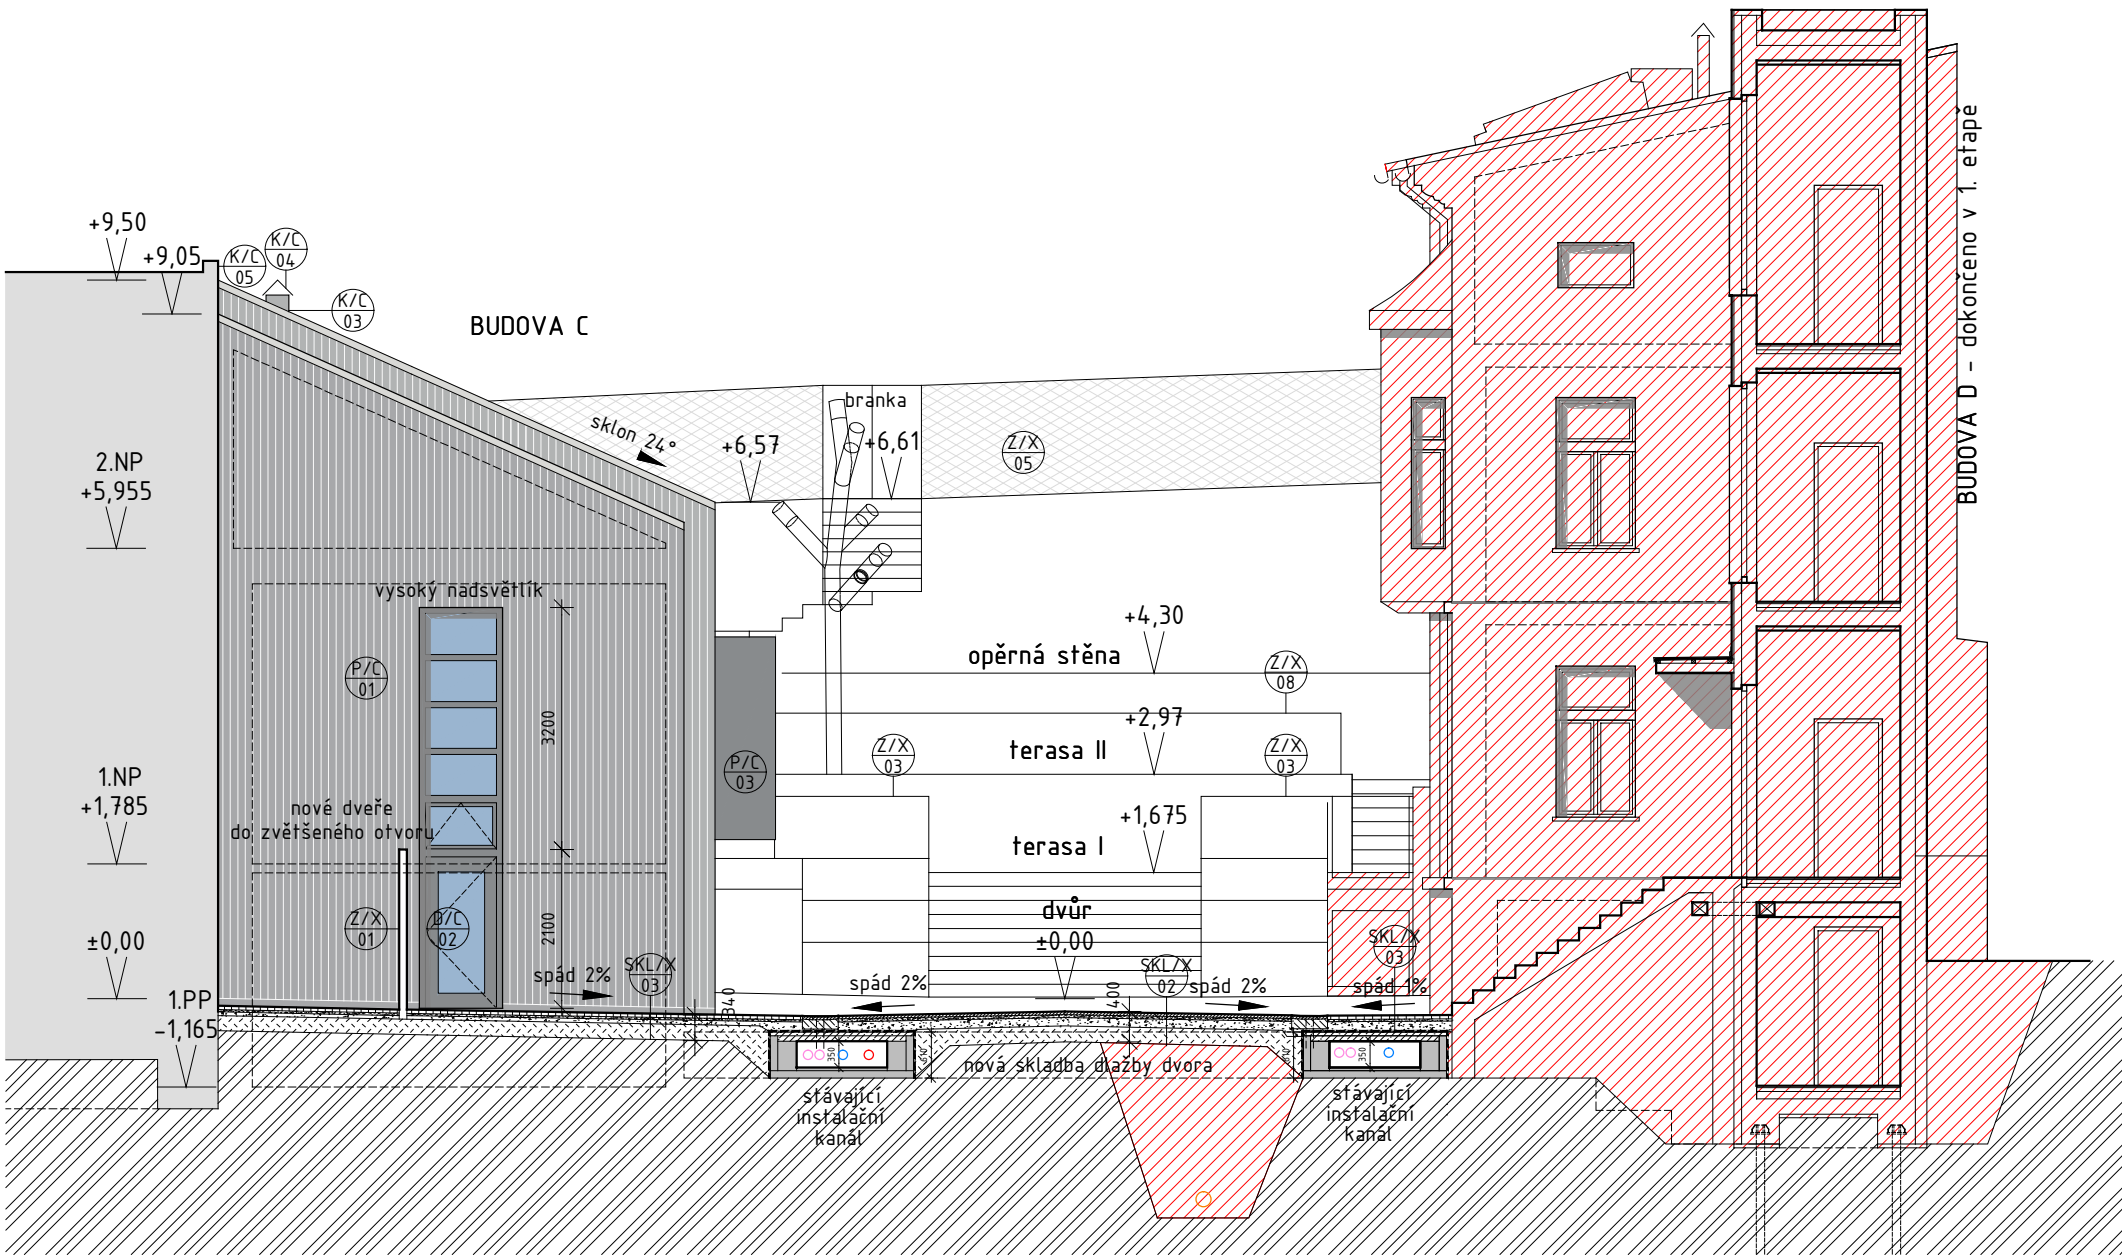 +9,50
+9,05
K/C
05
K/C
04
K/C
03
BUDOVA C
sklon 24°
branka
+6,57
+6,61
Z/X
05
BUDOVA D - dokončeno v 1. etapě
2.NP
+5,955
vysoký nadsvětlík
P/C
01
3200
+4,30
opěrná stěna
Z/X
08
+2,97
terasa II
Z/X
03
Z/X
03
P/C
03
1.NP
+1,785
nové dveře
do zvětšeného otvoru
+1,675
terasa I
dvůr
±0,00
±0,00
Z/X
01
D/C
02
2100
SKL/X
03
spád 2%
spád 2%
SKL/X
02
spád 2%
SKL/X
03
spád 1%
1.PP
-1,165
340
400
350
810
350
810
nová skladba dlažby dvora
stávající
instalační
kanál
stávající
instalační
kanál